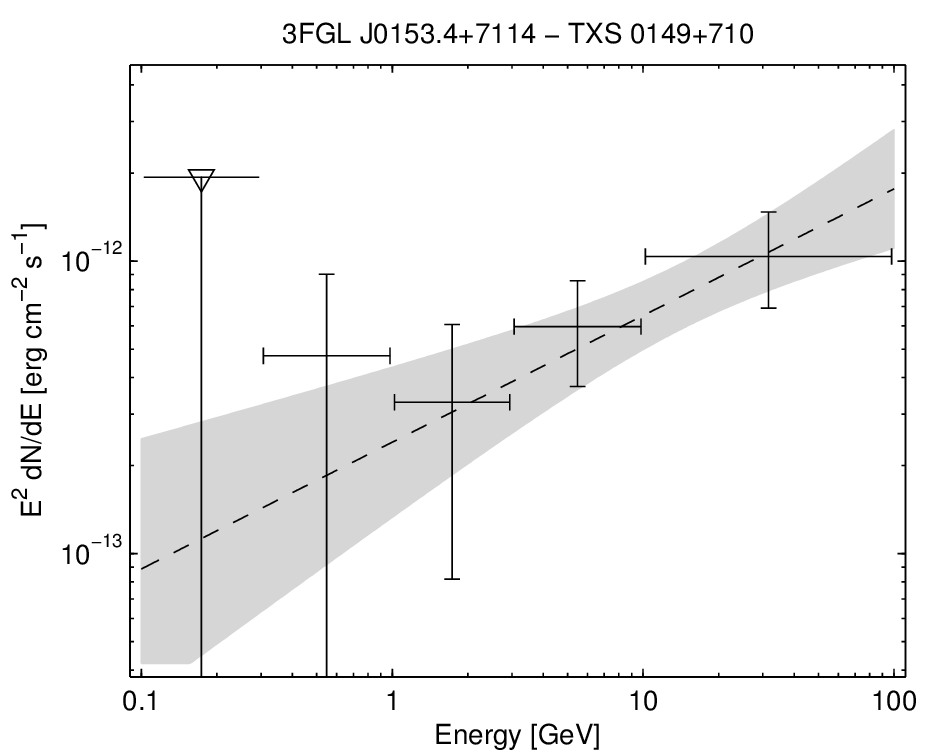 3FGL J0153.4+7114 − TXS 0149+710
E² dN/dE [erg cm⁻² s⁻¹]
10⁻¹²
10⁻¹³
0.1 1 10 100
Energy [GeV]